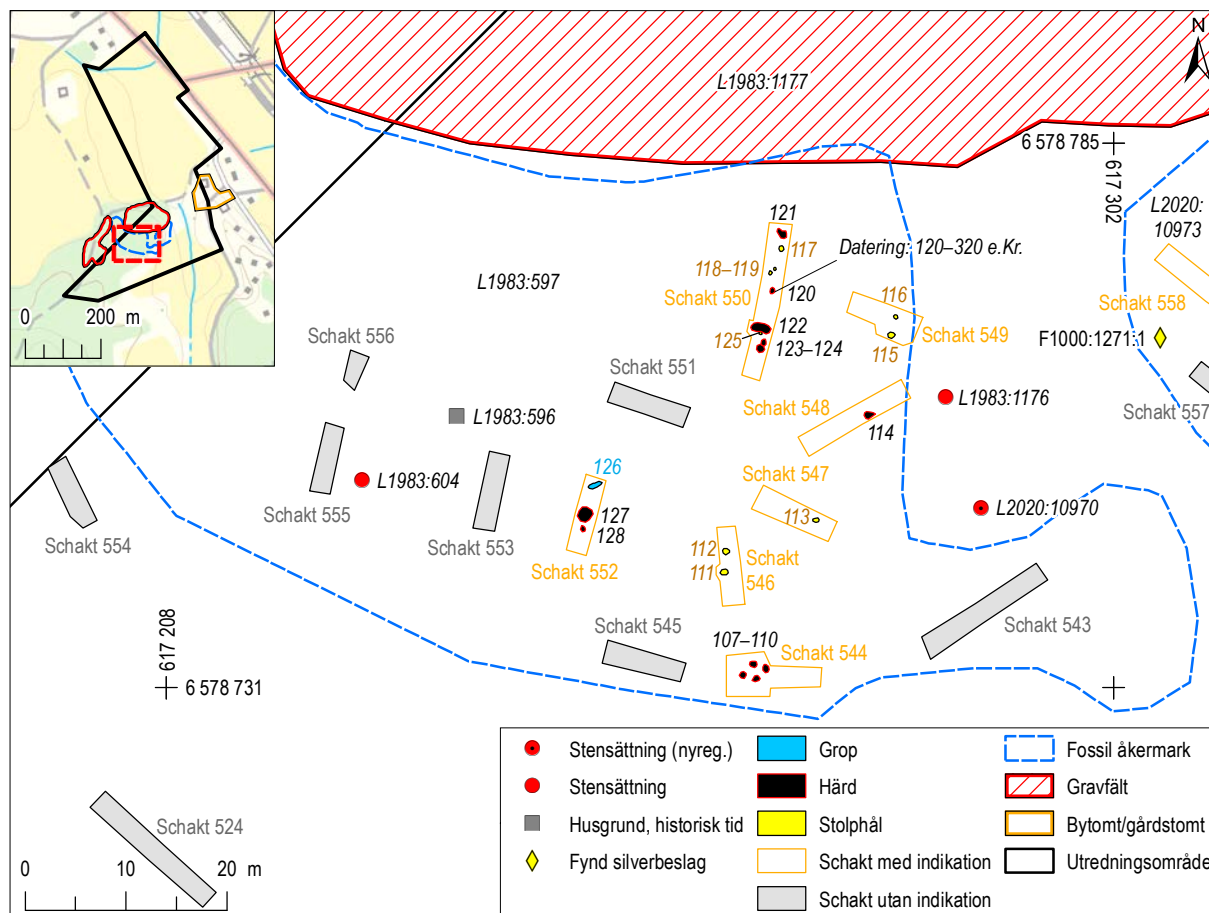 0 200 m
N
L1983:1177
6 578 785
617 302
L2020:
10973
121
117
Datering: 120–320 e.Kr.
118–119
L1983:597
Schakt 550
120
116
Schakt 558
Schakt 549
F1000:1271:1
122
125
123–124
115
Schakt 556
Schakt 551
Schakt 557
L1983:1176
Schakt 548
L1983:596
114
126
Schakt 547
L1983:604
113
L2020:10970
127
128
Schakt 555
Schakt 553
Schakt 554
Schakt 552
112
111
Schakt
546
Schakt 545
107–110
Schakt 544
Schakt 543
617 208
6 578 731
Schakt 524
0 10 20 m
Stensättning (nyreg.)
Stensättning
Husgrund, historisk tid
Fynd silverbeslag
Grop
Härd
Stolphål
Schakt med indikation
Schakt utan indikation
Fossil åkermark
Gravfält
Bytomt/gårdstomt
Utredningsområde